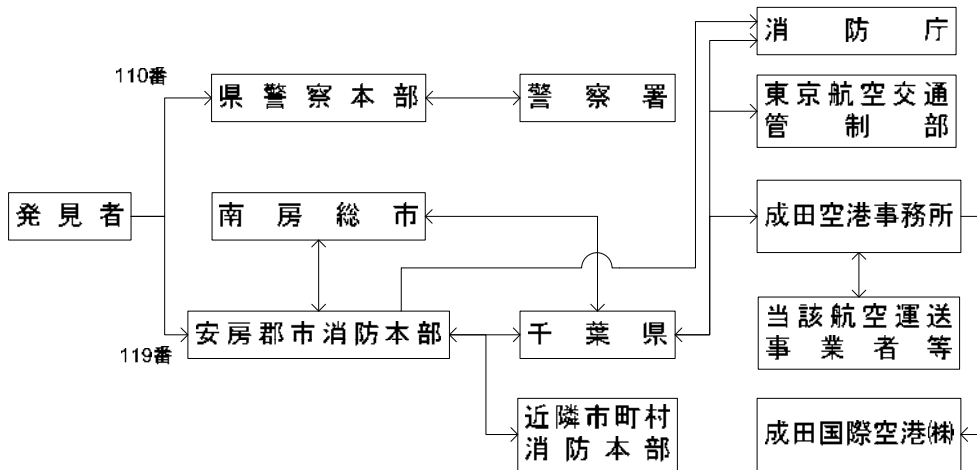 消防庁
110番
県警察本部
警察署
東京航空交通
管制部
発見者
南房総市
成田空港事務所
安房郡市消防本部
千葉県
当該航空運送
事業者等
119番
近隣市町村
消防本部
成田国際空港㈱